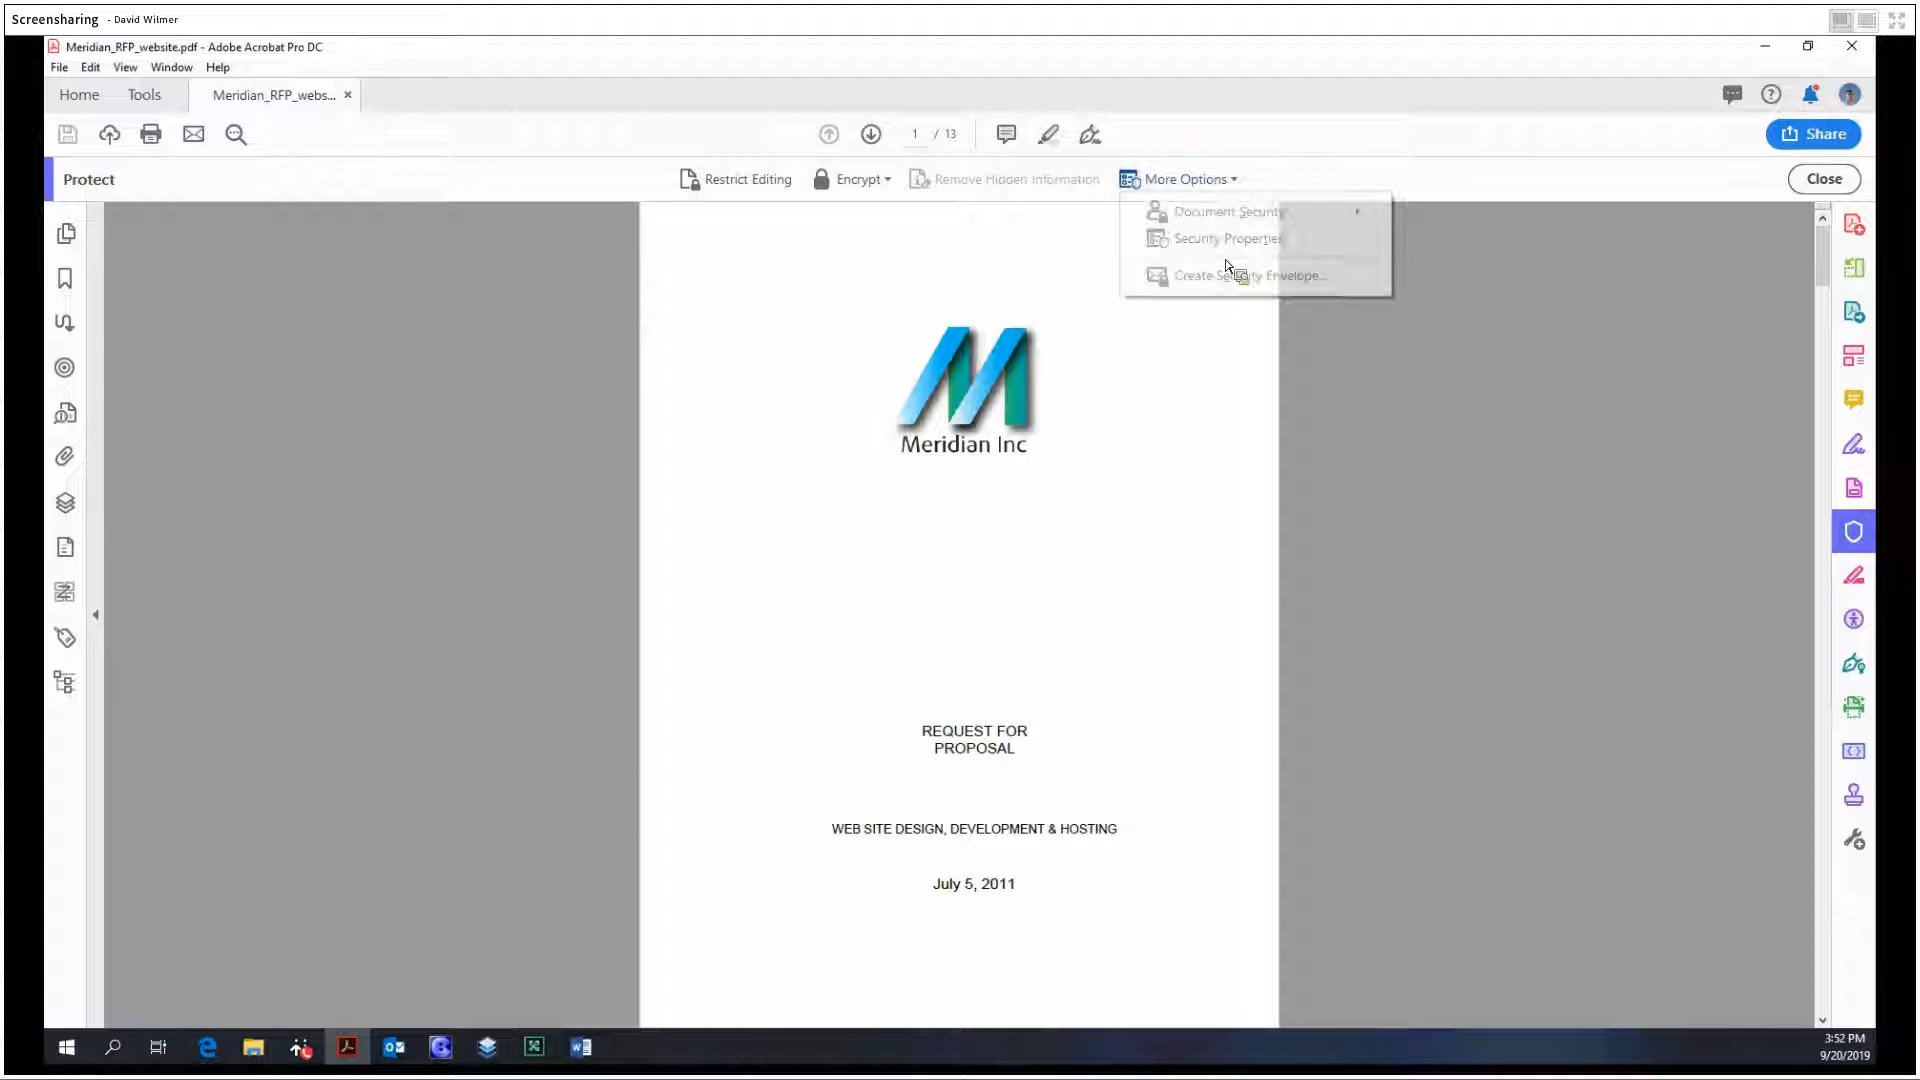 Screensharing - David Wilmer
Meridian_RFP_website.pdf - Adobe Acrobat Pro DC
File Edit View Window Help
Home Tools Meridian_RFP_webs... ×
1 / 13 Share
Protect Restrict Editing Encrypt Remove Hidden Information More Options Close
Document Security
Security Properties
Create Security Envelope...
Meridian Inc
REQUEST FOR
PROPOSAL
WEB SITE DESIGN, DEVELOPMENT & HOSTING
July 5, 2011
3:52 PM
9/20/2019